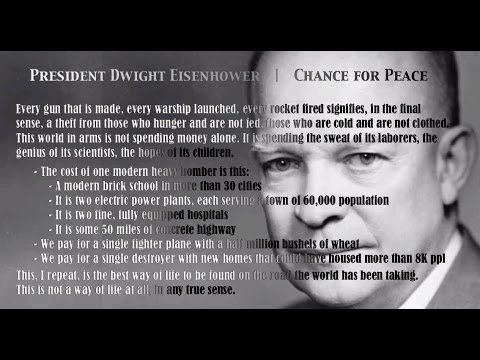 PRESIDENT DWIGHT EISENHOWER | CHANCE FOR PEACE
Every gun that is made, every warship launched, every rocket fired signifies, in the final
sense, a theft from those who hunger and are not fed, those who are cold and are not clothed.
This world in arms is not spending money alone. It is spending the sweat of its laborers, the
genius of its scientists, the hopes of its children.
- The cost of one modern heavy bomber is this:
- A modern brick school in more than 30 cities
- It is two electric power plants, each serving a town of 60,000 population
- It is two fine, fully equipped hospitals
- It is some 50 miles of concrete highway
- We pay for a single fighter plane with a half million bushels of wheat
- We pay for a single destroyer with new homes that could have housed more than 8K ppl
This, I repeat, is the best way of life to be found on the road the world has been taking.
This is not a way of life at all, in any true sense.